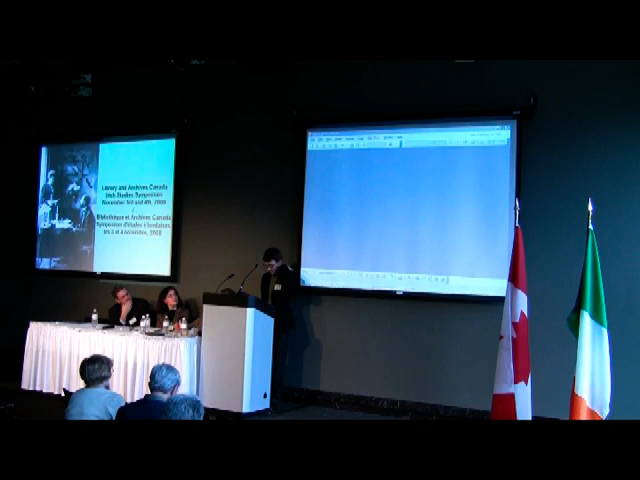 Library and Archives Canada
Irish Studies Symposium
November 3rd and 4th, 2008
/
Bibliothèque et Archives Canada
Symposium d'études irlandaises,
les 3 et 4 novembre, 2008